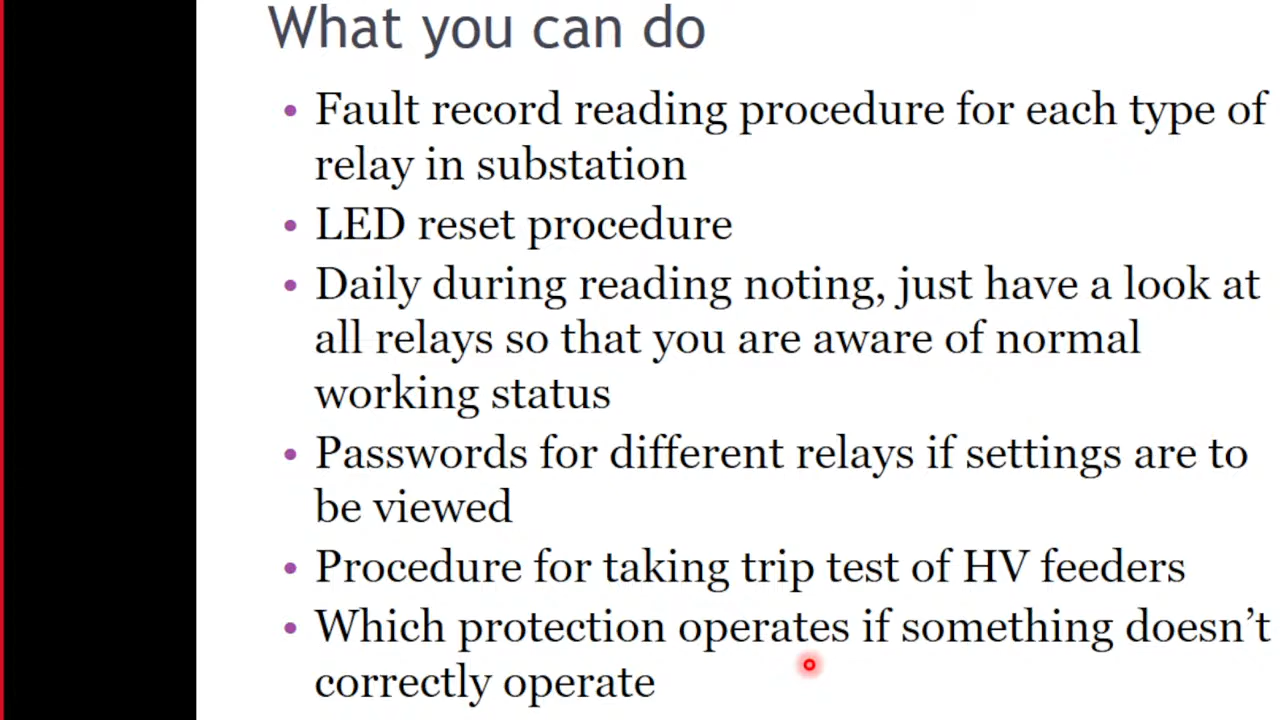 What you can do
• Fault record reading procedure for each type of
relay in substation
• LED reset procedure
• Daily during reading noting, just have a look at
all relays so that you are aware of normal
working status
• Passwords for different relays if settings are to
be viewed
• Procedure for taking trip test of HV feeders
• Which protection operates if something doesn’t
correctly operate